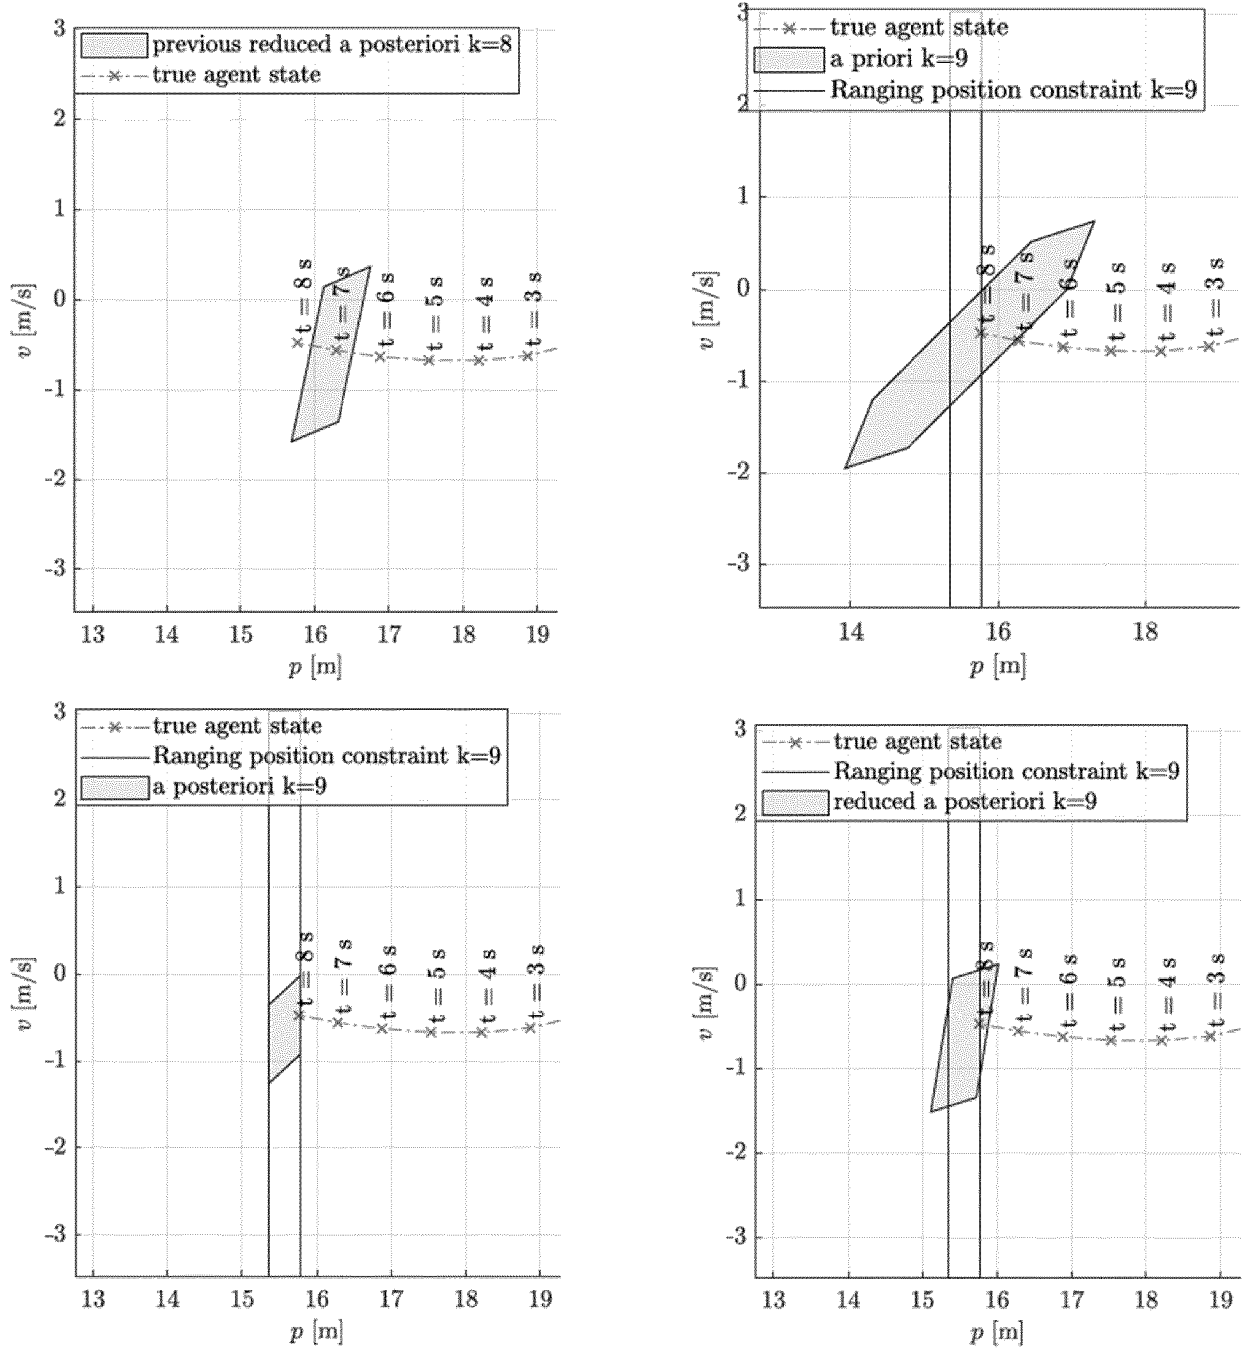 previous reduced a posteriori k=8
true agent state
3
2
1
0
-1
-2
-3
v [m/s]
t = 8 s
t = 7 s
t = 6 s
t = 5 s
t = 4 s
t = 3 s
13 14 15 16 17 18 19
p [m]
true agent state
a priori k=9
Ranging position constraint k=9
3
2
1
0
-1
-2
-3
v [m/s]
t = 8 s
t = 7 s
t = 6 s
t = 5 s
t = 4 s
t = 3 s
14 16 18
p [m]
true agent state
Ranging position constraint k=9
a posteriori k=9
3
2
1
0
-1
-2
-3
v [m/s]
t = 8 s
t = 7 s
t = 6 s
t = 5 s
t = 4 s
t = 3 s
13 14 15 16 17 18 19
p [m]
true agent state
Ranging position constraint k=9
reduced a posteriori k=9
3
2
1
0
-1
-2
-3
v [m/s]
t = 8 s
t = 7 s
t = 6 s
t = 5 s
t = 4 s
t = 3 s
13 14 15 16 17 18 19
p [m]